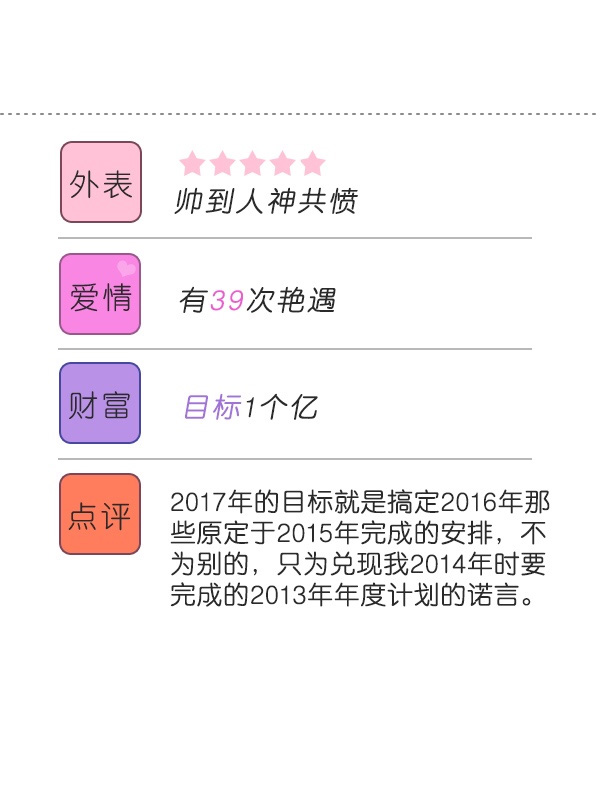 外表
帅到人神共愤
爱情
有39次艳遇
财富
目标1个亿
点评
2017年的目标就是搞定2016年那
些原定于2015年完成的安排，不
为别的，只为兑现我2014年时要
完成的2013年年度计划的诺言。